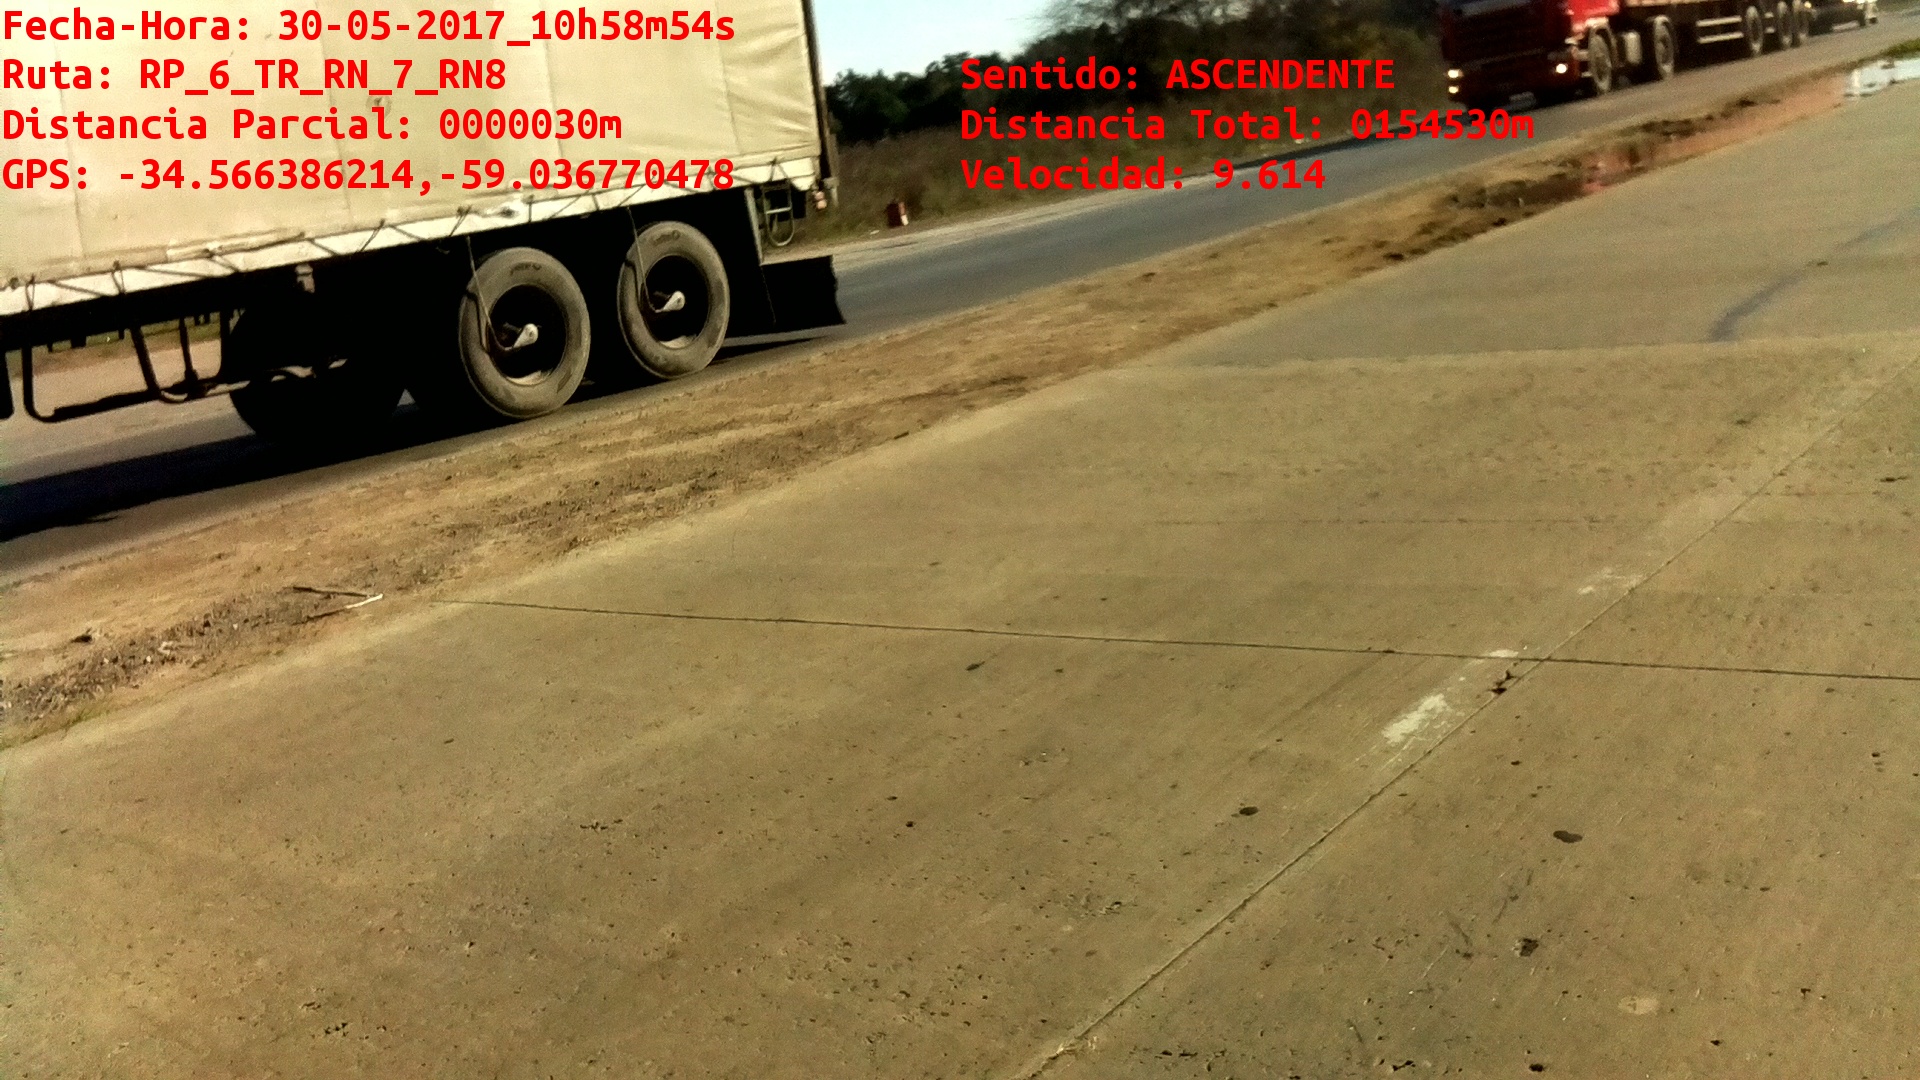 Fecha-Hora: 30-05-2017_10h58m54s
Ruta: RP_6_TR_RN_7_RN8
Sentido: ASCENDENTE
Distancia Parcial: 0000030m
Distancia Total: 0154530m
GPS: -34.566386214,-59.036770478
Velocidad: 9.614